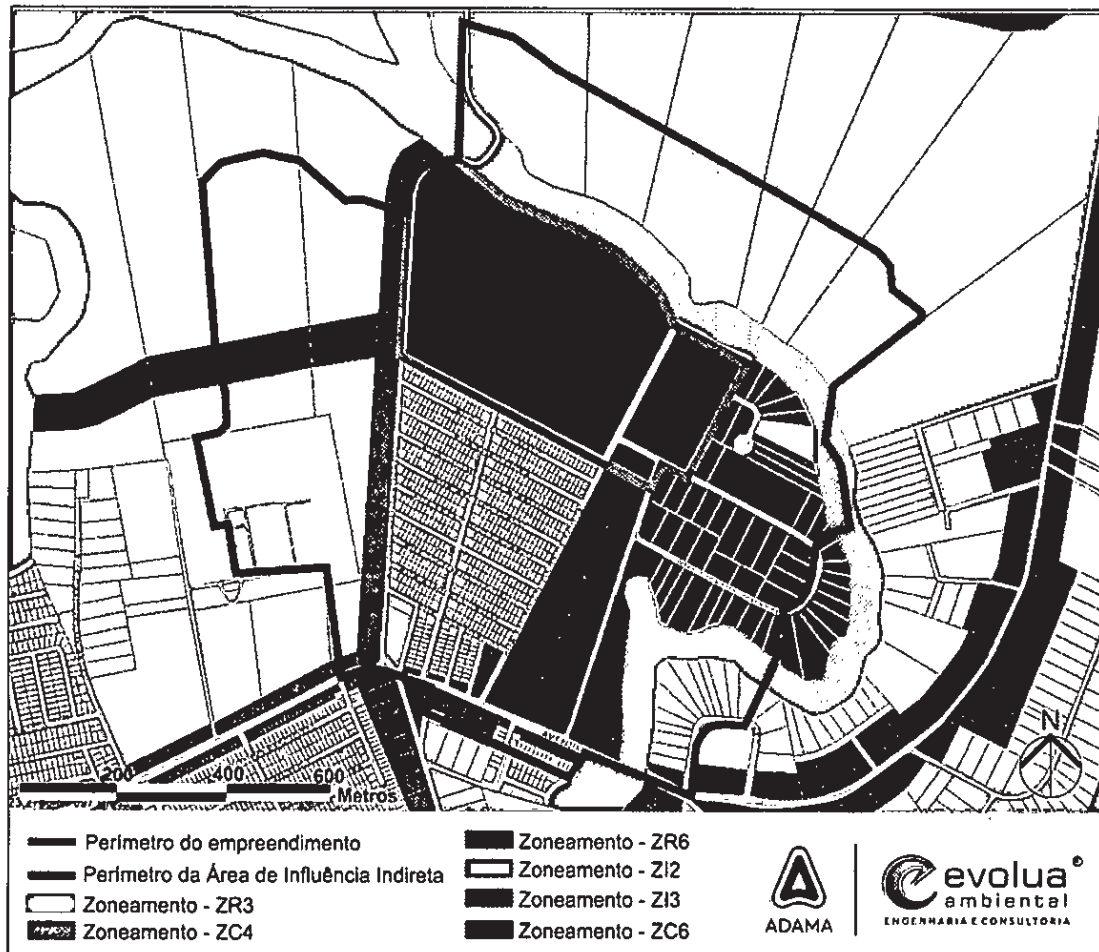 N
200 400 600
Metros
AVENIDA
Perímetro do empreendimento
Perímetro da Área de Influência Indireta
Zoneamento - ZR3
Zoneamento - ZC4
Zoneamento - ZR6
Zoneamento - ZI2
Zoneamento - ZI3
Zoneamento - ZC6
ADAMA
evolua®
ambiental
ENGENHARIA E CONSULTORIA